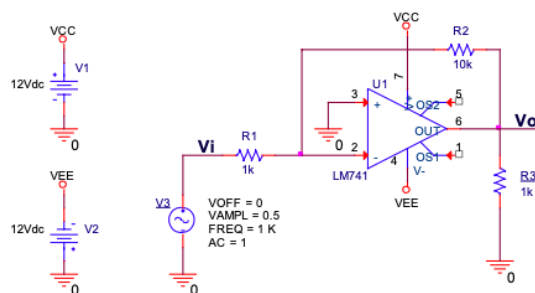 VCC
V1
12Vdc
+
-
0
VEE
12Vdc
-
V2
+
0
Vi
R1
1k
V3
VOFF = 0
VAMPL = 0.5
FREQ = 1 K
AC = 1
0
VCC
R2
10k
U1
7
V+
3
+
OS2
5
0
OUT
6
Vo
2
-
4
OS1
1
LM741
V-
VEE
R3
1k
0